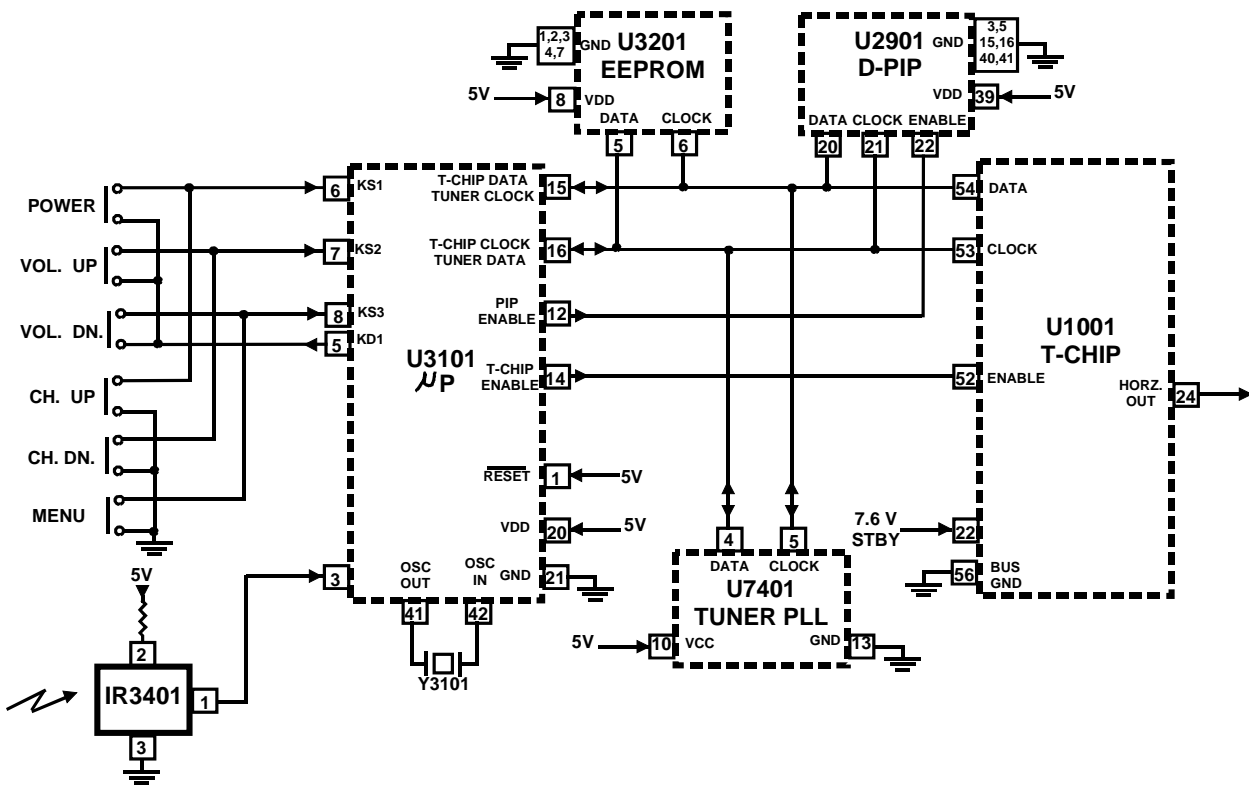 1,2,3
4,7
GND
U3201
EEPROM
5V
8
VDD
DATA
CLOCK
5
6
U2901
D-PIP
GND
3,5
15,16
40,41
VDD
39
5V
DATA
CLOCK
ENABLE
20
21
22
POWER
VOL. UP
VOL. DN.
CH. UP
CH. DN.
MENU
6
KS1
7
KS2
8
KS3
5
KD1
U3101
μP
T-CHIP DATA
TUNER CLOCK
15
T-CHIP CLOCK
TUNER DATA
16
PIP
ENABLE
12
T-CHIP
ENABLE
14
RESET
1
5V
VDD
20
5V
GND
21
3
OSC
OUT
OSC
IN
41
42
Y3101
54
DATA
53
CLOCK
U1001
T-CHIP
52
ENABLE
HORZ.
OUT
24
7.6 V
STBY
22
56
BUS
GND
4
5
DATA
CLOCK
U7401
TUNER PLL
5V
10
VCC
GND
13
5V
2
IR3401
1
3